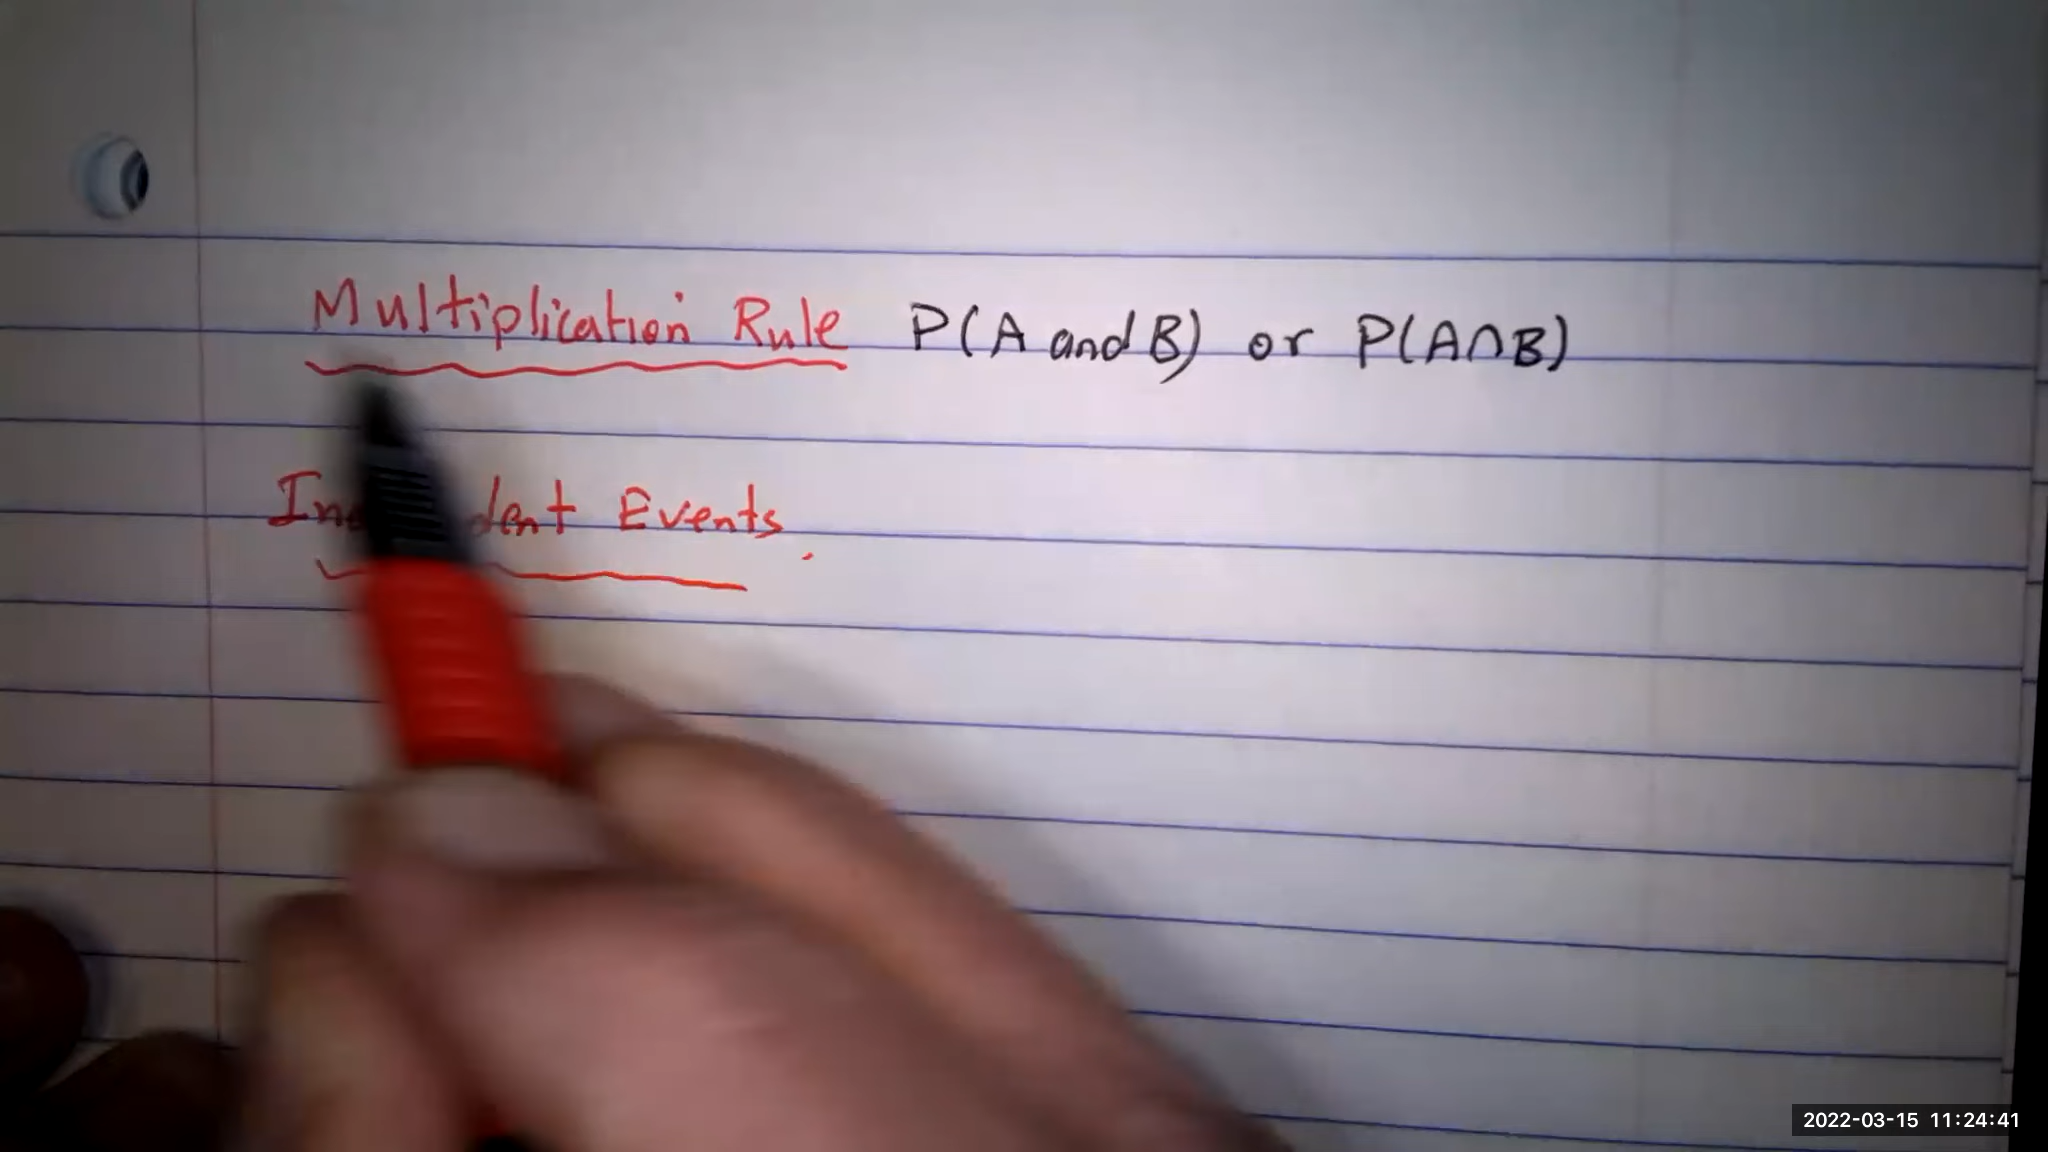 Multiplication Rule P(A and B) or P(A∩B)
Events
2022-03-15 11:24:41